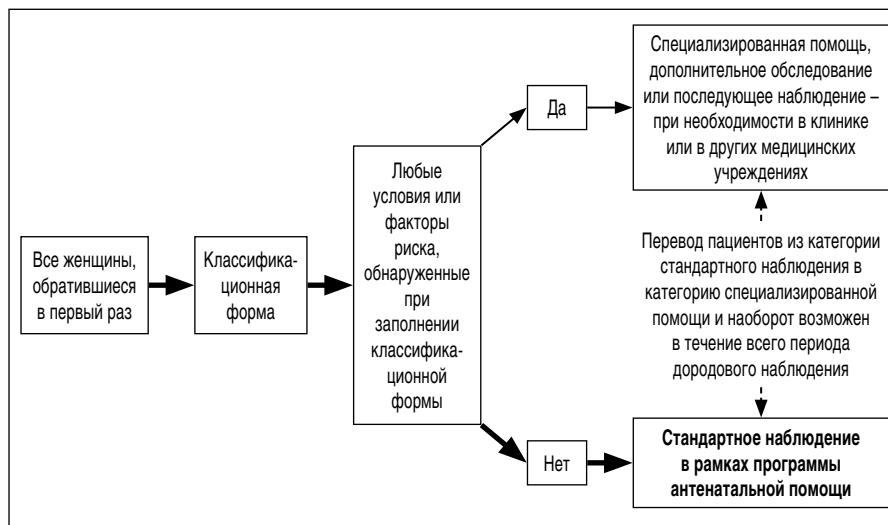 Все женщины,
обратившиеся
в первый раз
Классифика-
ционная
форма
Любые
условия или
факторы
риска,
обнаруженные
при
заполнении
классифика-
ционной
формы
Да
Специализированная помощь,
дополнительное обследование
или последующее наблюдение –
при необходимости в клинике
или в других медицинских
учреждениях
Перевод пациентов из категории
стандартного наблюдения в
категорию специализированной
помощи и наоборот возможен
в течение всего периода
дородового наблюдения
Нет
Стандартное наблюдение
в рамках программы
антенатальной помощи